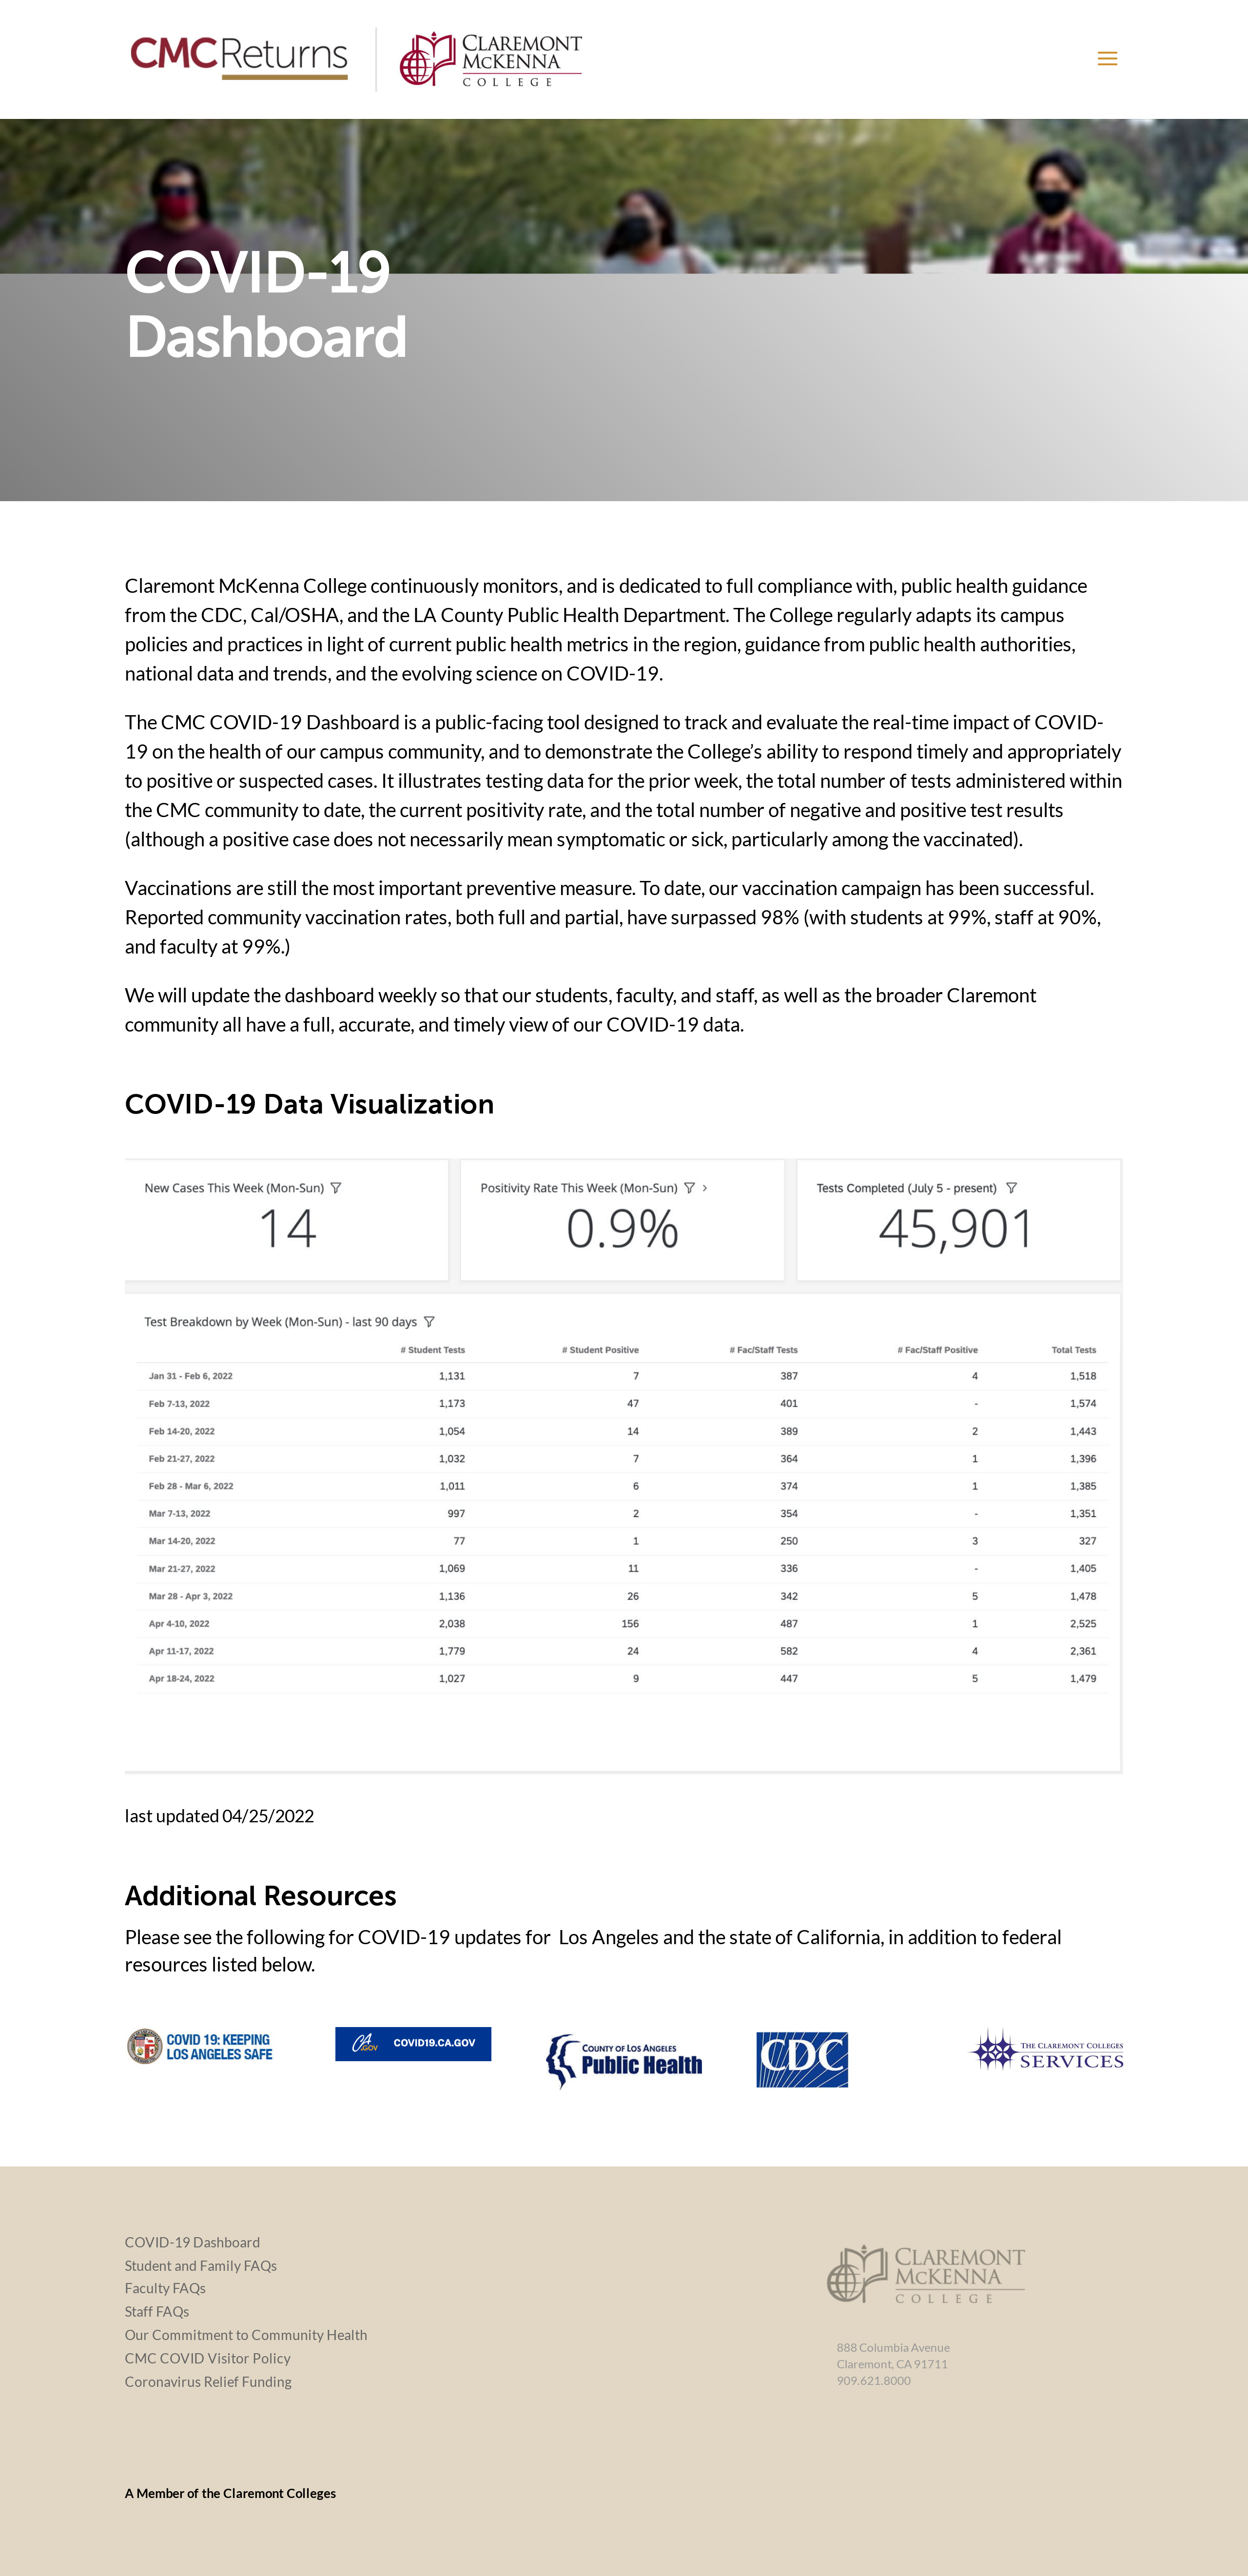 CMCReturns
CLAREMONT
MCKENNA
COLLEGE
COVID-19
Dashboard
Claremont McKenna College continuously monitors, and is dedicated to full compliance with, public health guidance
from the CDC, Cal/OSHA, and the LA County Public Health Department. The College regularly adapts its campus
policies and practices in light of current public health metrics in the region, guidance from public health authorities,
national data and trends, and the evolving science on COVID-19.
The CMC COVID-19 Dashboard is a public-facing tool designed to track and evaluate the real-time impact of COVID-
19 on the health of our campus community, and to demonstrate the College’s ability to respond timely and appropriately
to positive or suspected cases. It illustrates testing data for the prior week, the total number of tests administered within
the CMC community to date, the current positivity rate, and the total number of negative and positive test results
(although a positive case does not necessarily mean symptomatic or sick, particularly among the vaccinated).
Vaccinations are still the most important preventive measure. To date, our vaccination campaign has been successful.
Reported community vaccination rates, both full and partial, have surpassed 98% (with students at 99%, staff at 90%,
and faculty at 99%.)
We will update the dashboard weekly so that our students, faculty, and staff, as well as the broader Claremont
community all have a full, accurate, and timely view of our COVID-19 data.
COVID-19 Data Visualization
New Cases This Week (Mon-Sun)
14
Positivity Rate This Week (Mon-Sun)
0.9%
Tests Completed (July 5 - present)
45,901
Test Breakdown by Week (Mon-Sun) - last 90 days
# Student Tests # Student Positive # Fac/Staff Tests # Fac/Staff Positive Total Tests
Jan 31 - Feb 6, 2022 1,131 7 387 4 1,518
Feb 7-13, 2022 1,173 47 401 - 1,574
Feb 14-20, 2022 1,054 14 389 2 1,443
Feb 21-27, 2022 1,032 7 364 1 1,396
Feb 28 - Mar 6, 2022 1,011 6 374 1 1,385
Mar 7-13, 2022 997 2 354 - 1,351
Mar 14-20, 2022 77 1 250 3 327
Mar 21-27, 2022 1,069 11 336 - 1,405
Mar 28 - Apr 3, 2022 1,136 26 342 5 1,478
Apr 4-10, 2022 2,038 156 487 1 2,525
Apr 11-17, 2022 1,779 24 582 4 2,361
Apr 18-24, 2022 1,027 9 447 5 1,479
last updated 04/25/2022
Additional Resources
Please see the following for COVID-19 updates for Los Angeles and the state of California, in addition to federal
resources listed below.
COVID 19: KEEPING
LOS ANGELES SAFE
CA.GOV COVID19.CA.GOV
COUNTY OF LOS ANGELES
Public Health
CDC
THE CLAREMONT COLLEGES
SERVICES
COVID-19 Dashboard
Student and Family FAQs
Faculty FAQs
Staff FAQs
Our Commitment to Community Health
CMC COVID Visitor Policy
Coronavirus Relief Funding
CLAREMONT
MCKENNA
COLLEGE
888 Columbia Avenue
Claremont, CA 91711
909.621.8000
A Member of the Claremont Colleges